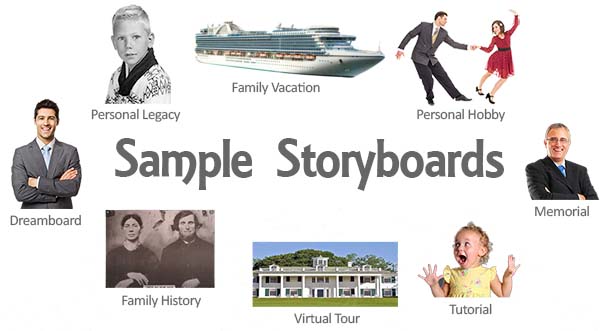 Family Vacation
Personal Legacy
Personal Hobby
Sample Storyboards
Dreamboard
Memorial
Family History
Virtual Tour
Tutorial